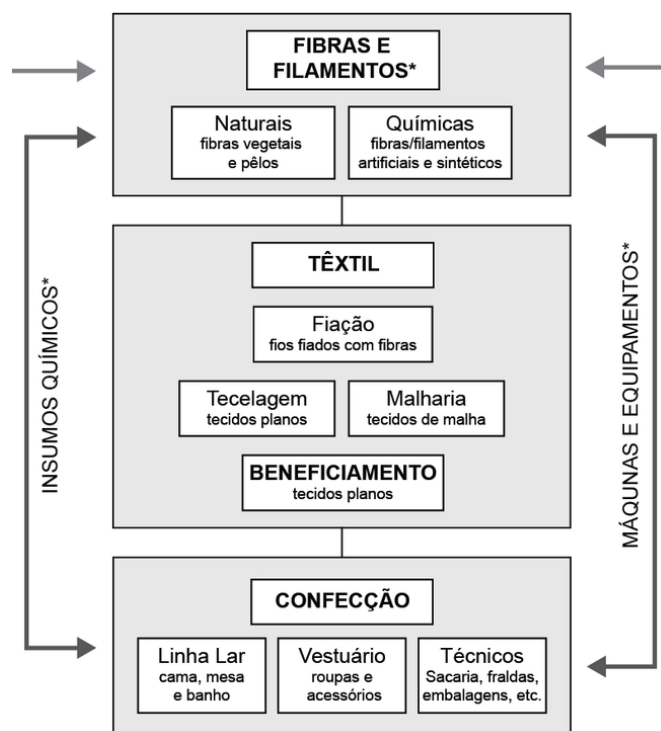 FIBRAS E
FILAMENTOS*
Naturais
fibras vegetais
e pêlos
Químicas
fibras/filamentos
artificiais e sintéticos
INSUMOS QUÍMICOS*
MÁQUNAS E EQUIPAMENTOS*
TÊXTIL
Fiação
fios fiados com fibras
Tecelagem
tecidos planos
Malharia
tecidos de malha
BENEFICIAMENTO
tecidos planos
CONFECÇÃO
Linha Lar
cama, mesa
e banho
Vestuário
roupas e
acessórios
Técnicos
Sacaria, fraldas,
embalagens, etc.